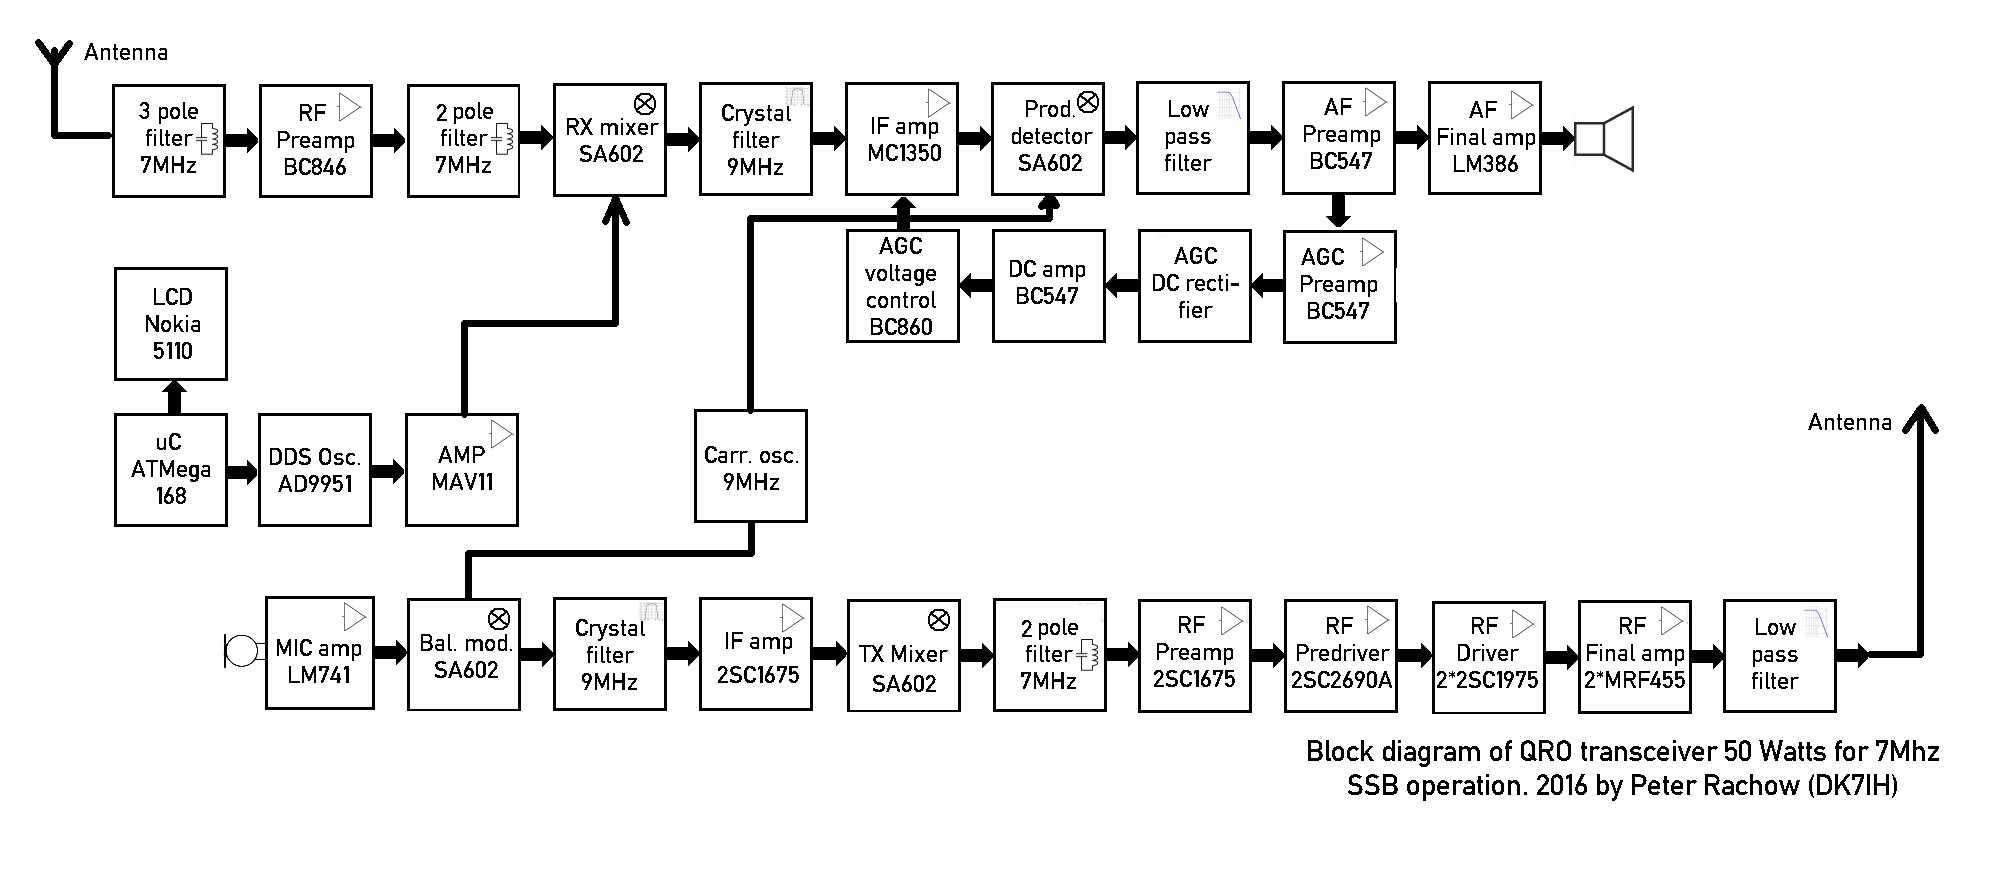 Antenna
3 pole
filter
7MHz
RF
Preamp
BC846
2 pole
filter
7MHz
RX mixer
SA602
Crystal
filter
9MHz
IF amp
MC1350
Prod.
detector
SA602
Low
pass
filter
AF
Preamp
BC547
AF
Final amp
LM386
AGC
voltage
control
BC860
DC amp
BC547
AGC
DC recti-
fier
AGC
Preamp
BC547
LCD
Nokia
5110
uC
ATMega
168
DDS Osc.
AD9951
AMP
MAV11
Carr. osc.
9MHz
Antenna
MIC amp
LM741
Bal. mod.
SA602
Crystal
filter
9MHz
IF amp
2SC1675
TX Mixer
SA602
2 pole
filter
7MHz
RF
Preamp
2SC1675
RF
Predriver
2SC2690A
RF
Driver
2*2SC1975
RF
Final amp
2*MRF455
Low
pass
filter
Block diagram of QRO transceiver 50 Watts for 7Mhz
SSB operation. 2016 by Peter Rachow (DK7IH)